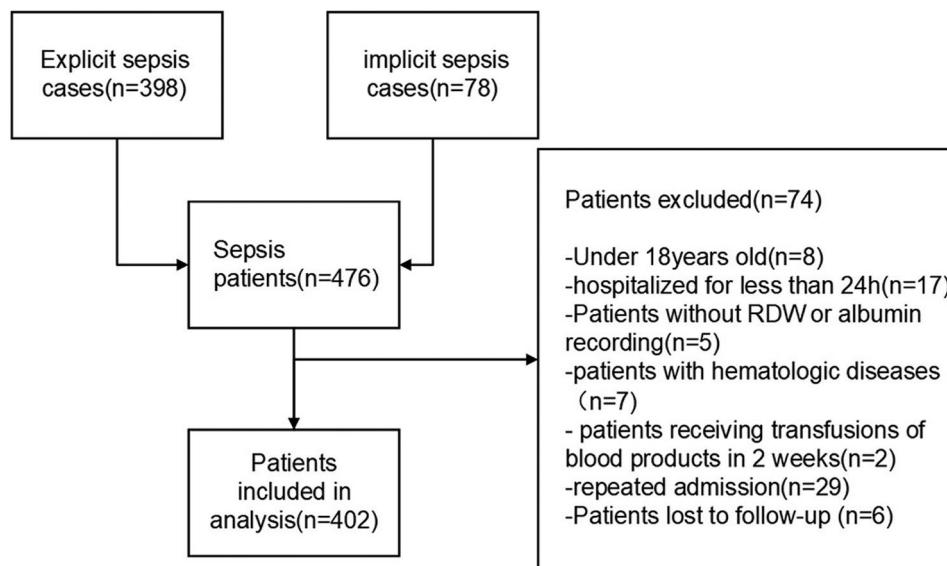 Explicit sepsis
cases(n=398)
implicit sepsis
cases(n=78)
Sepsis
patients(n=476)
Patients excluded(n=74)
-Under 18years old(n=8)
-hospitalized for less than 24h(n=17)
-Patients without RDW or albumin
recording(n=5)
-patients with hematologic diseases
（n=7)
- patients receiving transfusions of
blood products in 2 weeks(n=2)
-repeated admission(n=29)
-Patients lost to follow-up (n=6)
Patients
included in
analysis(n=402)